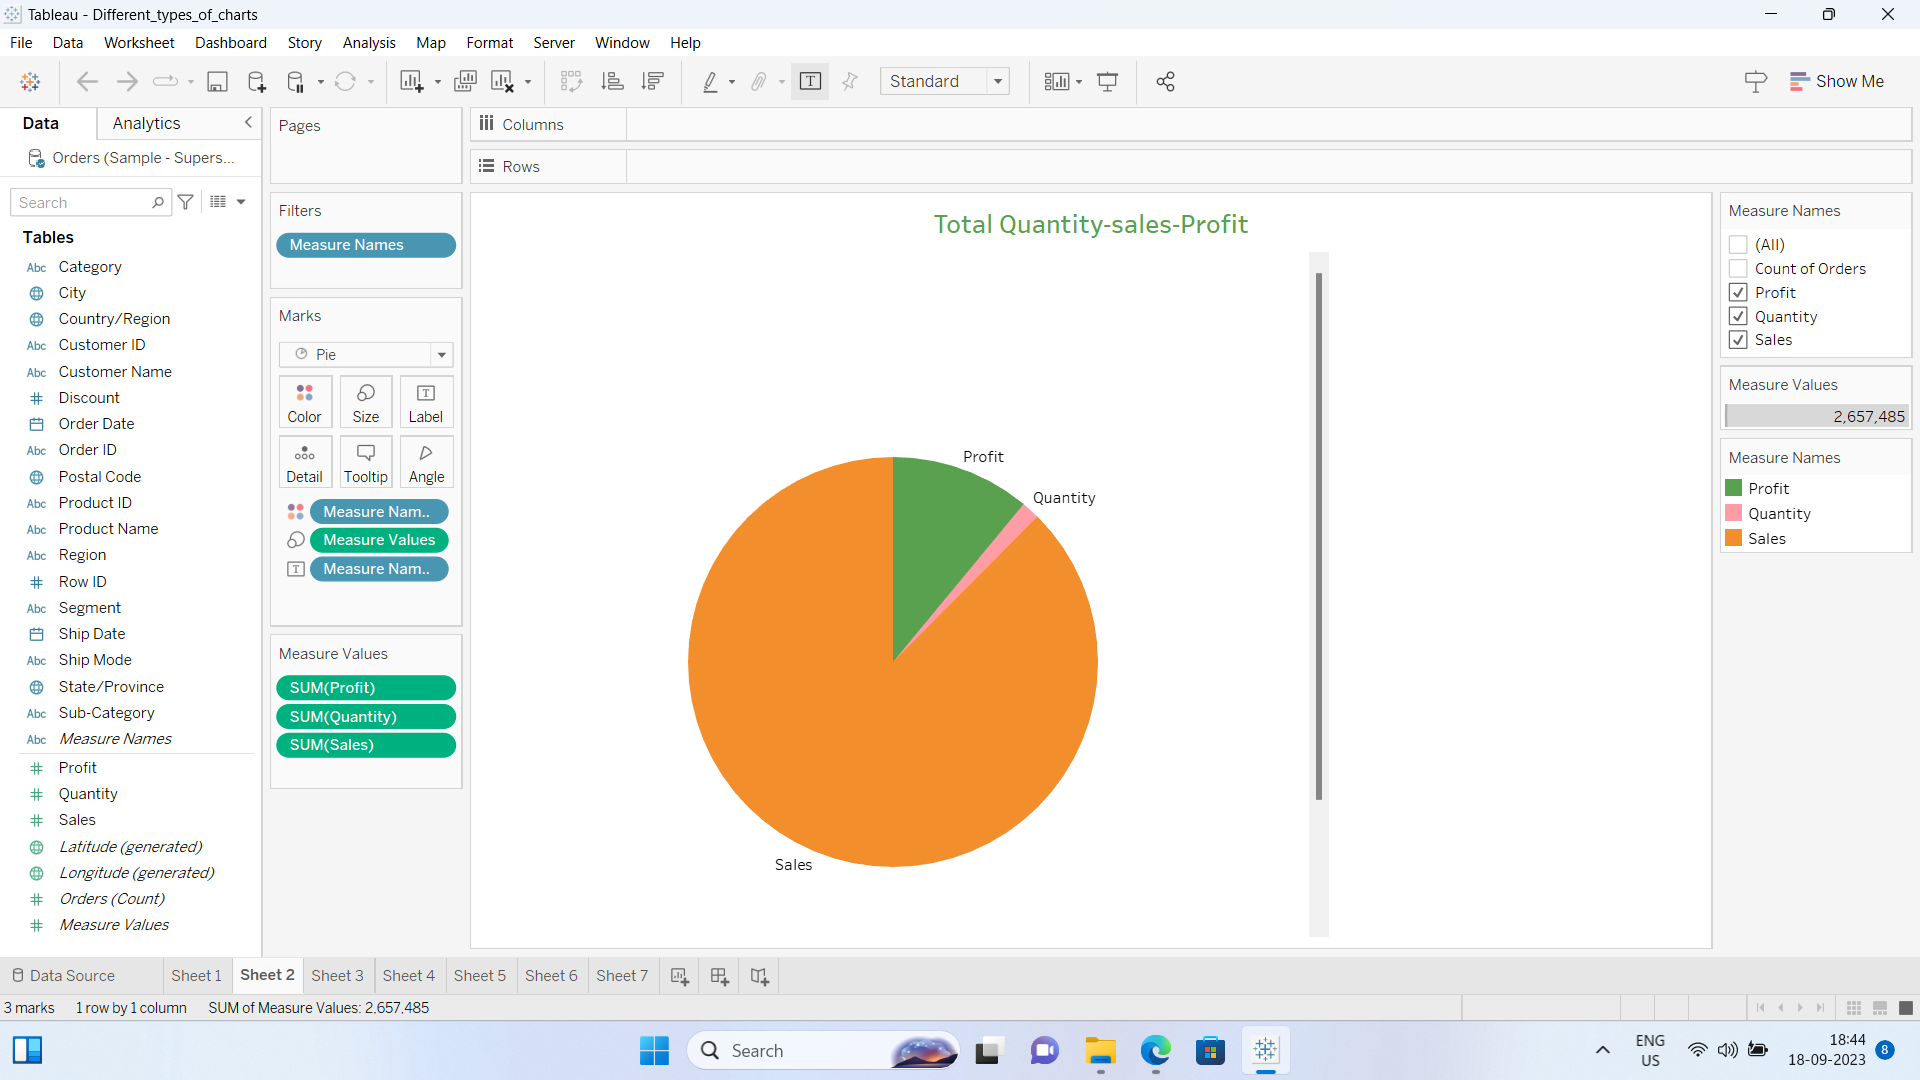 Tableau - Different_types_of_charts
File Data Worksheet Dashboard Story Analysis Map Format Server Window Help
Standard
Show Me
Data
Analytics
Orders (Sample - Supers...
Search
Tables
Abc Category
City
Country/Region
Abc Customer ID
Abc Customer Name
Discount
Order Date
Abc Order ID
Postal Code
Abc Product ID
Abc Product Name
Abc Region
Row ID
Abc Segment
Ship Date
Abc Ship Mode
State/Province
Abc Sub-Category
Abc Measure Names
Profit
Quantity
Sales
Latitude (generated)
Longitude (generated)
Orders (Count)
Measure Values
Pages
Filters
Measure Names
Marks
Pie
Color Size Label
Detail Tooltip Angle
Measure Nam..
Measure Values
Measure Nam..
Measure Values
SUM(Profit)
SUM(Quantity)
SUM(Sales)
Columns
Rows
Total Quantity-sales-Profit
Profit
Quantity
Sales
Measure Names
(All)
Count of Orders
Profit
Quantity
Sales
Measure Values
2,657,485
Measure Names
Profit
Quantity
Sales
Data Source Sheet 1 Sheet 2 Sheet 3 Sheet 4 Sheet 5 Sheet 6 Sheet 7
3 marks 1 row by 1 column SUM of Measure Values: 2,657,485
Search
ENG
US
18:44
18-09-2023
8